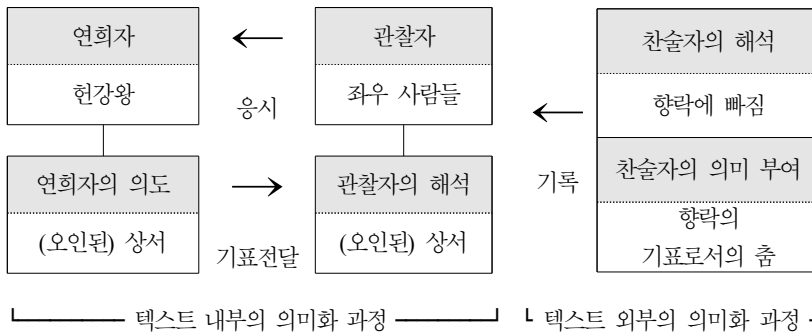 연희자
관찰자
찬술자의 해석
헌강왕
응시
좌우 사람들
향락에 빠짐
연희자의 의도
관찰자의 해석
기록
찬술자의 의미 부여
(오인된) 상서
기표전달
(오인된) 상서
향락의
기표로서의 춤
텍스트 내부의 의미화 과정
텍스트 외부의 의미화 과정